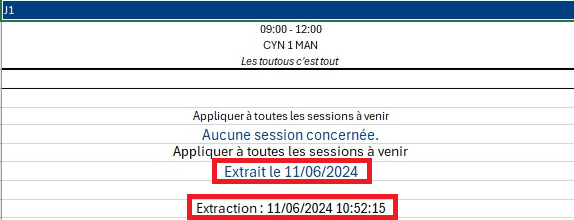 J1
09:00 - 12:00
CYN 1 MAN
Les toutous c'est tout
Appliquer à toutes les sessions à venir
Aucune session concernée.
Appliquer à toutes les sessions à venir
Extrait le 11/06/2024
Extraction : 11/06/2024 10:52:15